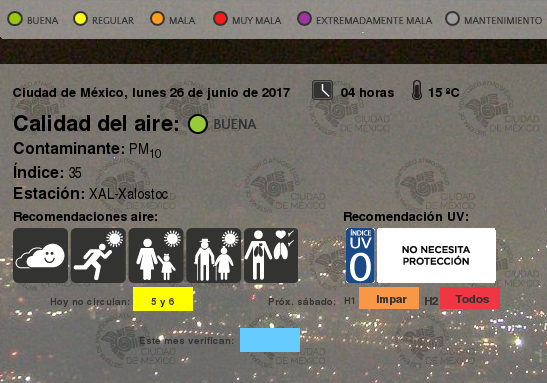 BUENA REGULAR MALA MUY MALA EXTREMADAMENTE MALA MANTENIMIENTO
Ciudad de México, lunes 26 de junio de 2017 04 horas 15 ºC
Calidad del aire: BUENA
Contaminante: PM10
Índice: 35
Estación: XAL-Xalostoc
Recomendaciones aire: Recomendación UV:
ÍNDICE
UV
0
NO NECESITA
PROTECCIÓN
Hoy no circulan: 5 y 6 Próx. sábado: H1 Impar H2 Todos
Este mes verifican:
CIUDAD
DE MÉXICO